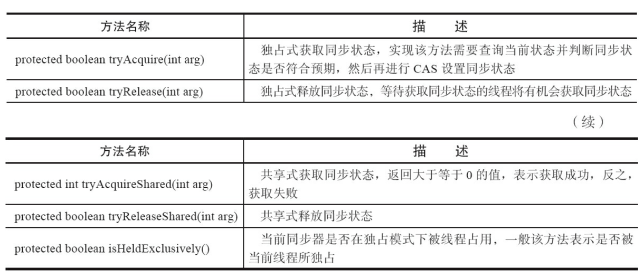 方法名称 描 述
protected boolean tryAcquire(int arg) 独占式获取同步状态，实现该方法需要查询当前状态并判断同步状
态是否符合预期，然后再进行 CAS 设置同步状态
protected boolean tryRelease(int arg) 独占式释放同步状态，等待获取同步状态的线程将有机会获取同步状态
（续）
方法名称 描 述
protected int tryAcquireShared(int arg) 共享式获取同步状态，返回大于等于 0 的值，表示获取成功，反之，
获取失败
protected boolean tryReleaseShared(int arg) 共享式释放同步状态
protected boolean isHeldExclusively() 当前同步器是否在独占模式下被线程占用，一般该方法表示是否被
当前线程所独占